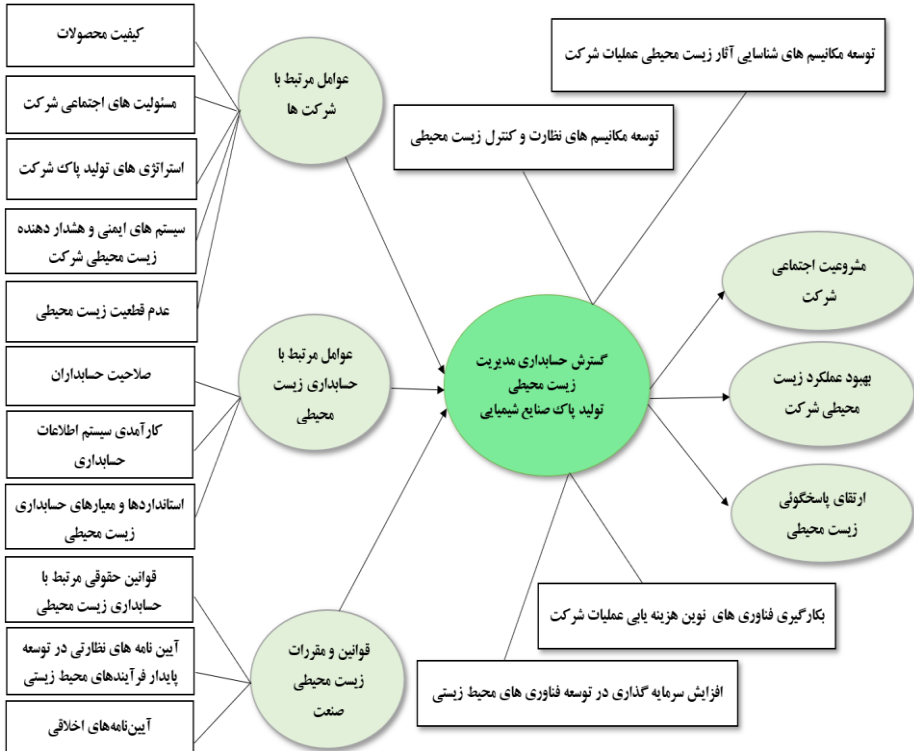 کیفیت محصولات
مسئولیت های اجتماعی شرکت
استراتژی های تولید پاک شرکت
سیستم های ایمنی و هشدار دهنده
زیست محیطی شرکت
عدم قطعیت زیست محیطی
صلاحیت حسابداران
کارآمدی سیستم اطلاعات
حسابداری
استانداردها و معیارهای حسابداری
زیست محیطی
قوانین حقوقی مرتبط با
حسابداری زیست محیطی
آیین نامه های نظارتی در توسعه
پایدار فرآیندهای محیط زیستی
آیین‌نامه‌های اخلاقی
عوامل مرتبط با
شرکت ها
عوامل مرتبط با
حسابداری زیست
محیطی
قوانین و مقررات
زیست محیطی
صنعت
توسعه مکانیسم های شناسایی آثار زیست محیطی عملیات شرکت
توسعه مکانیسم های نظارت و کنترل زیست محیطی
گسترش حسابداری مدیریت
زیست محیطی
تولید پاک صنایع شیمیایی
بکارگیری فناوری های نوین هزینه یابی عملیات شرکت
افزایش سرمایه گذاری در توسعه فناوری های محیط زیستی
مشروعیت اجتماعی
شرکت
بهبود عملکرد زیست
محیطی شرکت
ارتقای پاسخگوئی
زیست محیطی